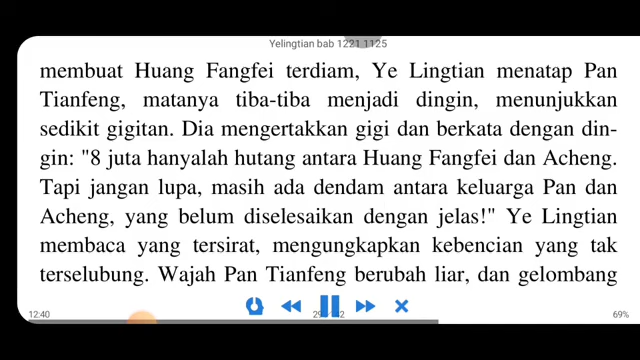 Yelingtian bab 1221 1125
membuat Huang Fangfei terdiam, Ye Lingtian menatap Pan
Tianfeng, matanya tiba-tiba menjadi dingin, menunjukkan
sedikit gigitan. Dia mengertakkan gigi dan berkata dengan din-
gin: "8 juta hanyalah hutang antara Huang Fangfei dan Acheng.
Tapi jangan lupa, masih ada dendam antara keluarga Pan dan
Acheng, yang belum diselesaikan dengan jelas!" Ye Lingtian
membaca yang tersirat, mengungkapkan kebencian yang tak
terselubung. Wajah Pan Tianfeng berubah liar, dan gelombang
12:40
69%